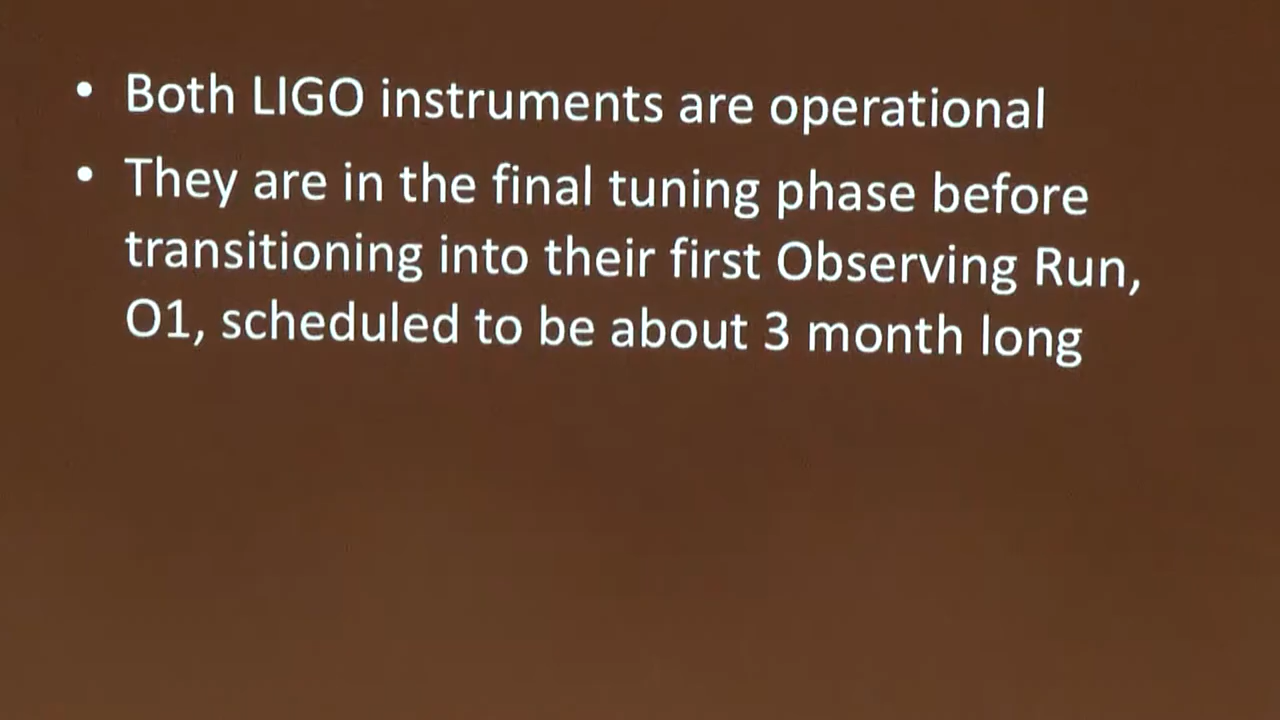 • Both LIGO instruments are operational
• They are in the final tuning phase before
transitioning into their first Observing Run,
O1, scheduled to be about 3 month long